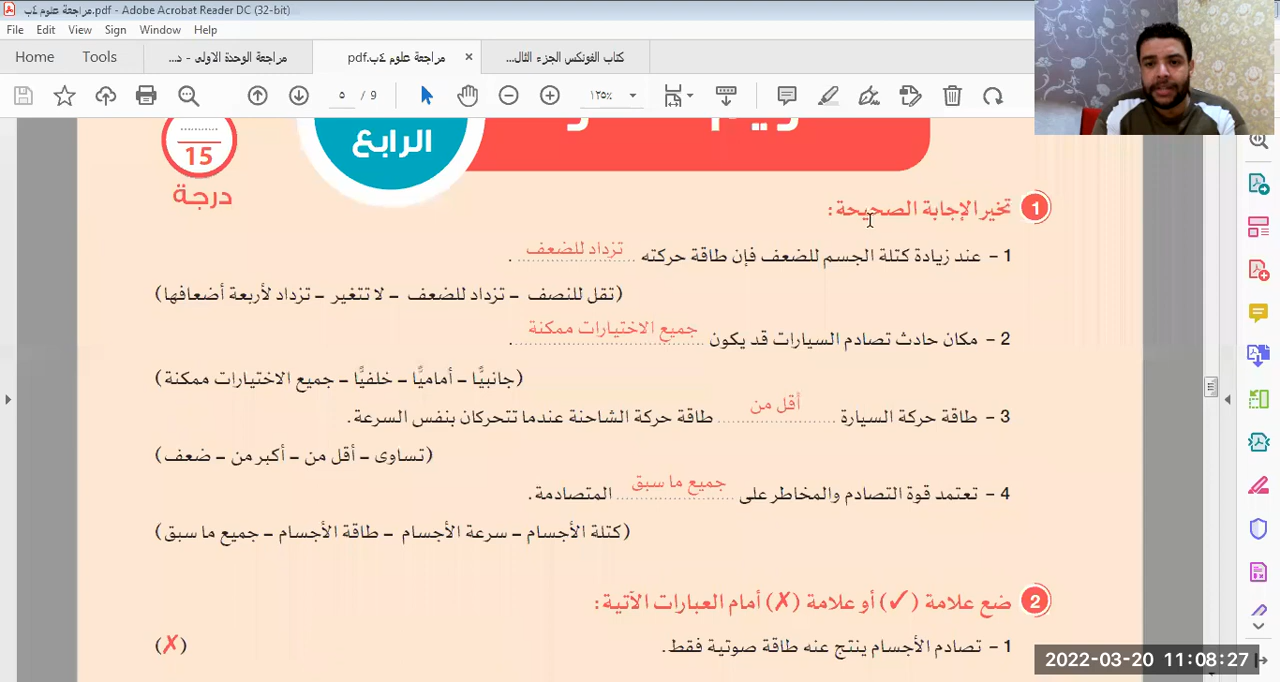 مراجعة علوم ٤ب.pdf - Adobe Acrobat Reader DC (32-bit)
File Edit View Sign Window Help
Home Tools مراجعة الوحدة الاولى - د... مراجعة علوم ٤ب.pdf × كتاب الفونكس الجزء الثال...
٥ / 9 ١٢٥%
الرابع
15
درجة
1 تخير الإجابة الصحيحة :
1 - عند زيادة كتلة الجسم للضعف فإن طاقة حركته تزداد للضعف .
(تقل للنصف - تزداد للضعف - لا تتغير - تزداد لأربعة أضعافها)
2 - مكان حادث تصادم السيارات قد يكون جميع الاختيارات ممكنة .
(جانبيًّا - أماميًّا - خلفيًّا - جميع الاختيارات ممكنة)
3 - طاقة حركة السيارة أقل من طاقة حركة الشاحنة عندما تتحركان بنفس السرعة.
(تساوى - أقل من - أكبر من - ضعف)
4 - تعتمد قوة التصادم والمخاطر على جميع ما سبق المتصادمة.
(كتلة الأجسام - سرعة الأجسام - طاقة الأجسام - جميع ما سبق)
2 ضع علامة (✓) أو علامة (✗) أمام العبارات الآتية :
1 - تصادم الأجسام ينتج عنه طاقة صوتية فقط. (✗)
2022-03-20 11:08:27